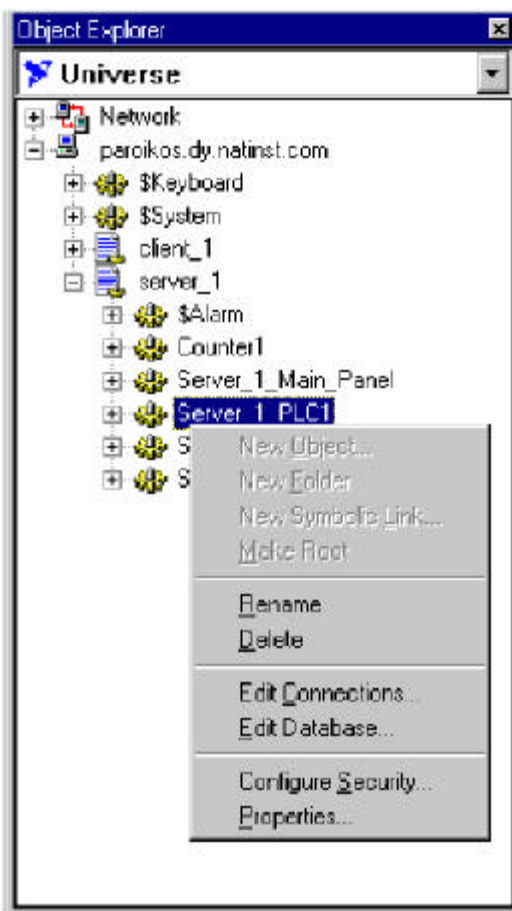 Object Explorer
Universe
Network
paroikos.dy.natinst.com
$Keyboard
$System
client_1
server_1
$Alarm
Counter1
Server_1_Main_Panel
Server_1_PLC1
S
S
New Object...
New Folder
New Symbolic Link...
Make Root
Rename
Delete
Edit Connections...
Edit Database...
Configure Security...
Properties...